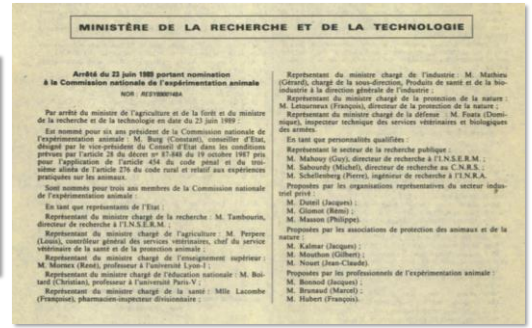 MINISTÈRE DE LA RECHERCHE ET DE LA TECHNOLOGIE
Arrêté du 23 juin 1989 portant nomination
à la Commission nationale de l'expérimentation animale
NOR : RESY8900148A
Par arrêté du ministre de l'agriculture et de la forêt et du ministre
de la recherche et de la technologie en date du 23 juin 1989 :
Est nommé pour six ans président de la Commission nationale de
l'expérimentation animale : M. Burg (Constant), conseiller d'Etat,
désigné par le vice-président du Conseil d'Etat dans les conditions
prévues par l'article 28 du décret nº 87-848 du 19 octobre 1987 pris
pour l'application de l'article 454 du code pénal et du troi-
sième alinéa de l'article 276 du code rural et relatif aux expériences
pratiquées sur les animaux.
Sont nommés pour trois ans membres de la Commission nationale
de l'expérimentation animale :
En tant que représentants de l'Etat :
Représentant du ministre chargé de la recherche : M. Tambourin,
directeur de recherche à l'I.N.S.E.R.M. ;
Représentant du ministre chargé de l'agriculture : M. Perpere
(Louis), contrôleur général des services vétérinaires, chef du service
vétérinaire de la santé et de la protection animale ;
Représentant du ministre chargé de l'enseignement supérieur :
M. Mornex (René), professeur à l'université Lyon-I ;
Représentant du ministre chargé de l'éducation nationale : M. Boi-
tard (Christian), professeur à l'université Paris-V ;
Représentant du ministre chargé de la santé : Mlle Lacombe
(Françoise), pharmacien-inspecteur divisionnaire ;
Représentant du ministre chargé de l'industrie : M. Mathieu
(Gérard), chargé de la sous-direction, Produits de santé et de la bio-
industrie à la direction générale de l'industrie ;
Représentant du ministre chargé de la protection de la nature :
M. Letourneux (François), directeur de la protection de la nature ;
Représentant du ministre chargé de la défense : M. Foata (Domi-
nique), inspecteur technique des services vétérinaires et biologiques
des armées.
En tant que personnalités qualifiées :
Représentant le secteur de la recherche publique :
M. Mahouy (Guy), directeur de recherche à l'I.N.S.E.R.M. ;
M. Sabourdy (Michel), directeur de recherche au C.N.R.S. ;
M. Schellenberg (Pierre), ingénieur de recherche à l'I.N.R.A.
Proposées par les organisations représentatives du secteur indus-
triel privé :
M. Duteil (Jacques) ;
M. Glomot (Rémi) ;
M. Masson (Philippe).
Proposées par les associations de protection des animaux et de la
nature :
M. Kalmar (Jacques) ;
M. Mouthon (Gilbert) ;
M. Nouet (Jean-Claude).
Proposées par les professionnels de l'expérimentation animale :
M. Bonnod (Jacques) ;
M. Brunaud (Marcel) ;
M. Hubert (François).